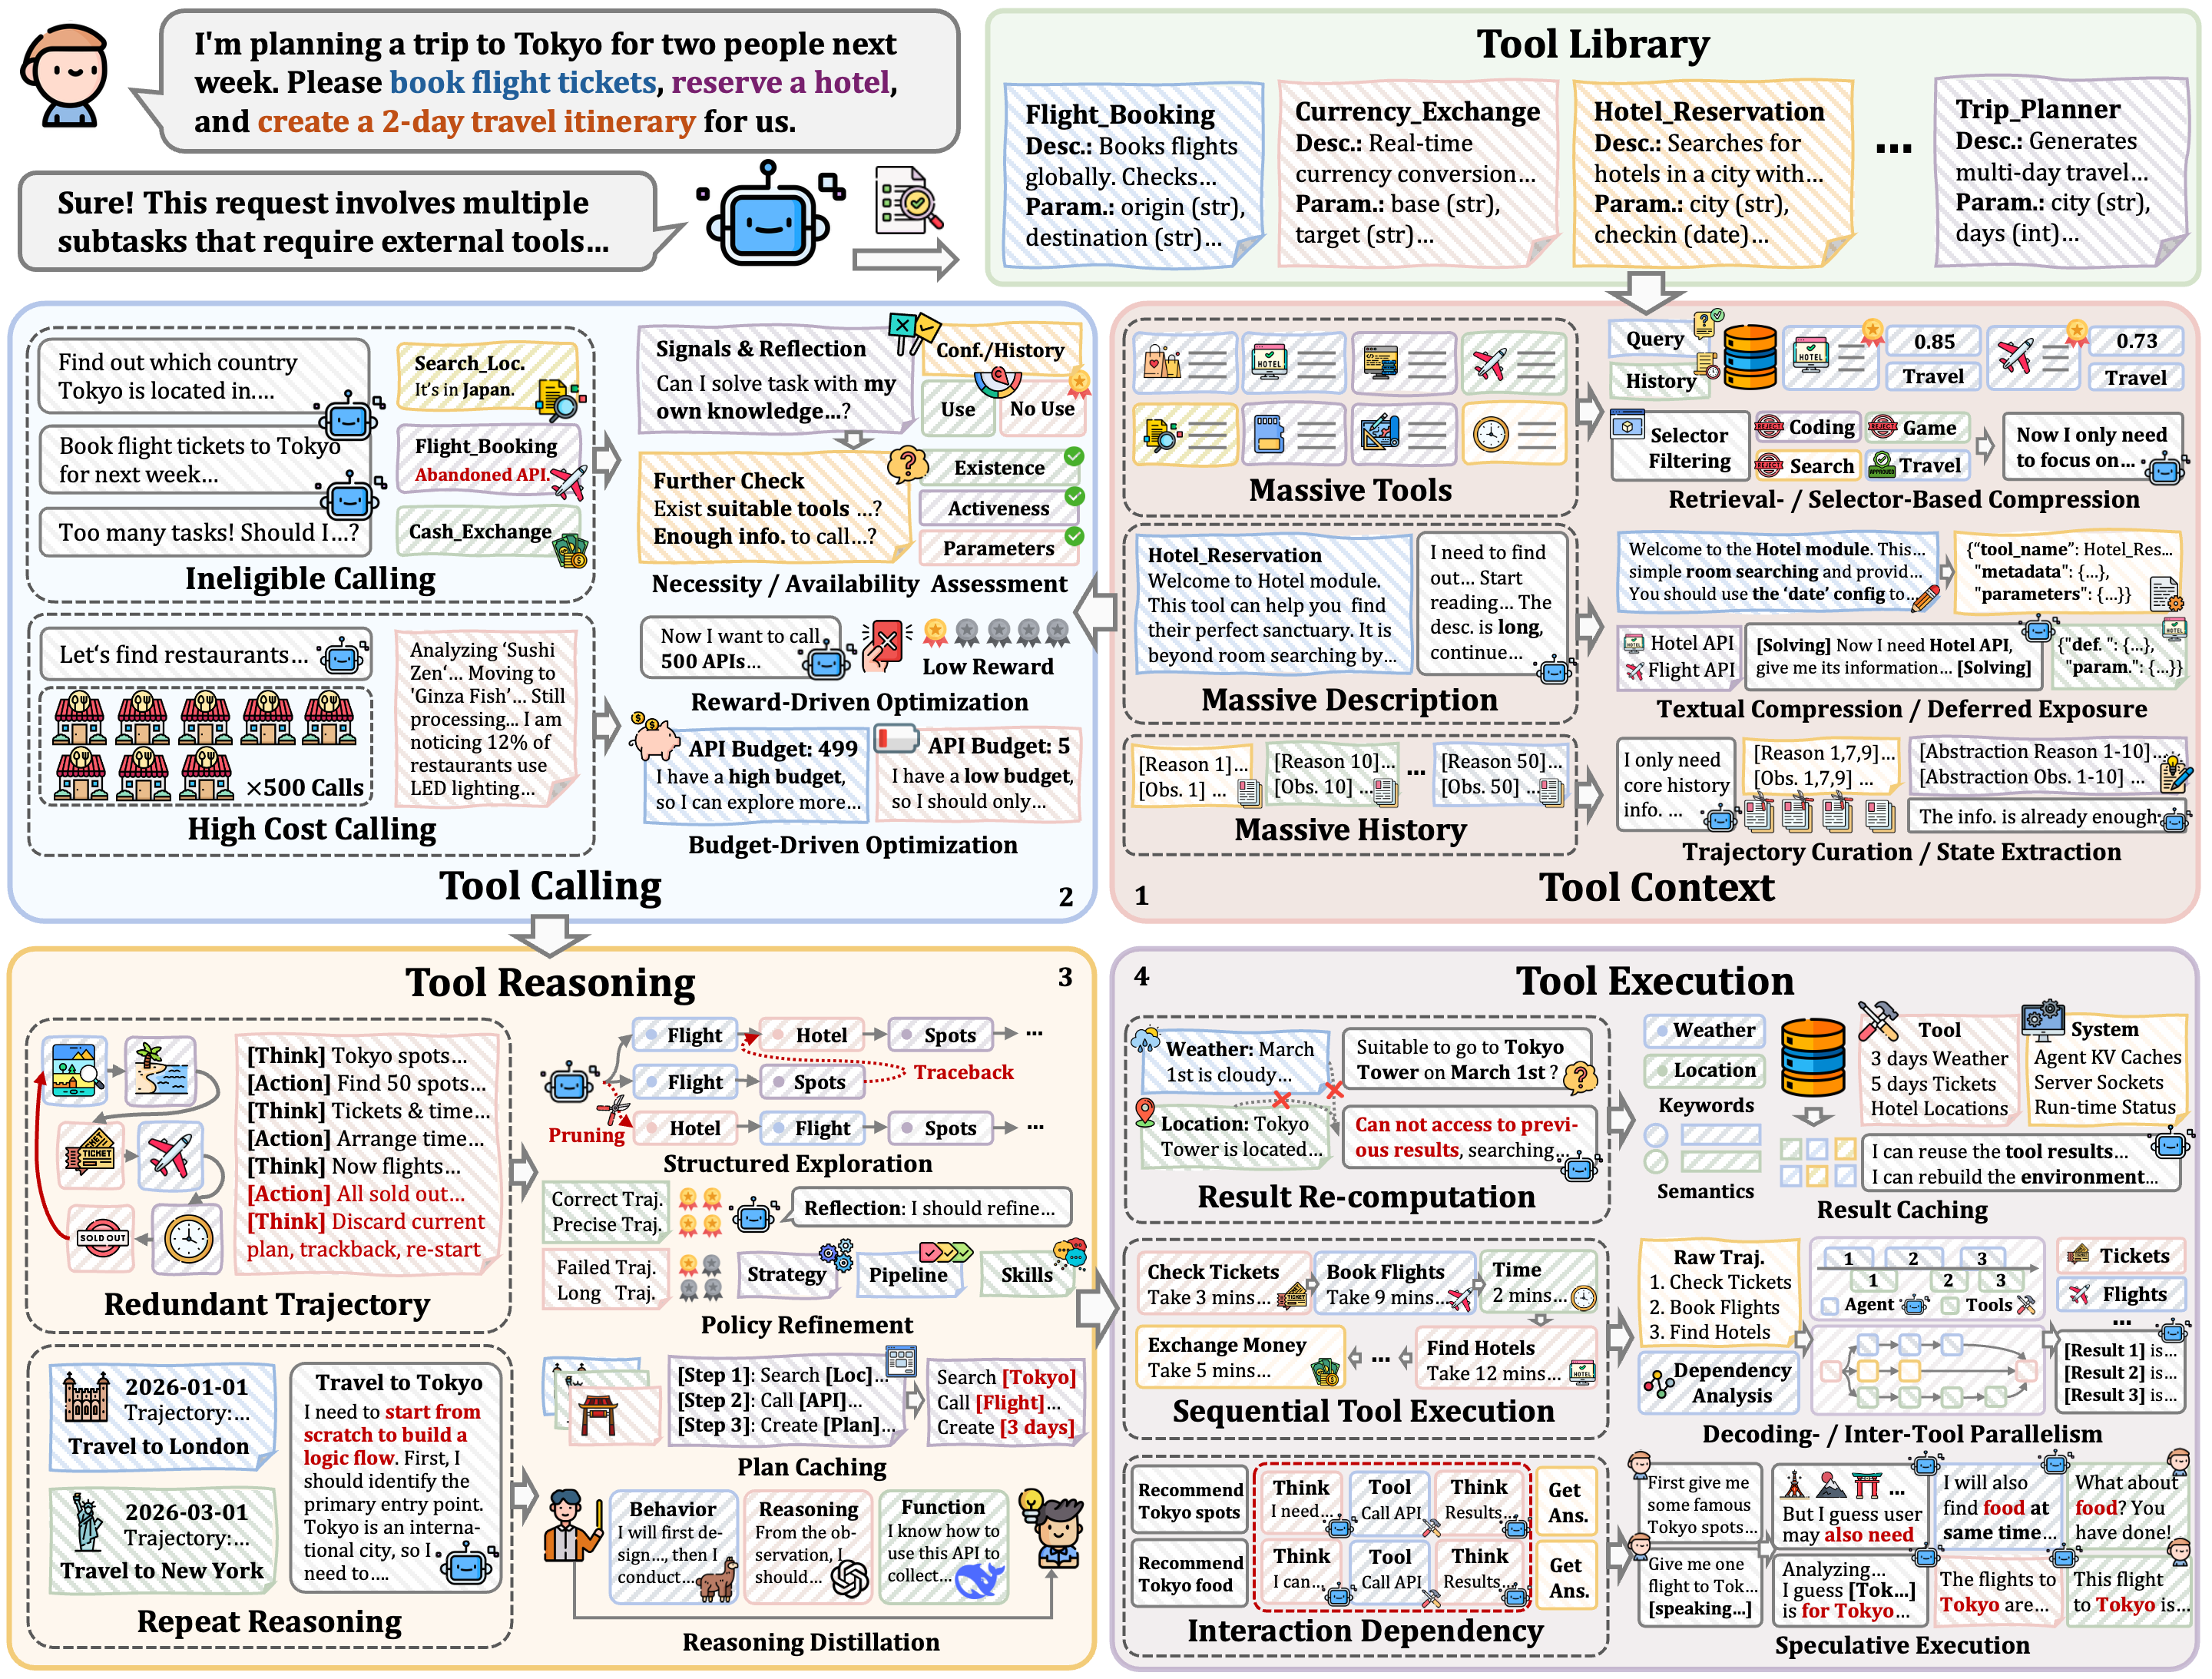 I'm planning a trip to Tokyo for two people next
week. Please book flight tickets, reserve a hotel,
and create a 2-day travel itinerary for us.
Sure! This request involves multiple
subtasks that require external tools...
Tool Library
Flight_Booking
Desc.: Books flights
globally. Checks...
Param.: origin (str),
destination (str)...
Currency_Exchange
Desc.: Real-time
currency conversion...
Param.: base (str),
target (str)...
Hotel_Reservation
Desc.: Searches for
hotels in a city with...
Param.: city (str),
checkin (date)...
...
Trip_Planner
Desc.: Generates
multi-day travel...
Param.: city (str),
days (int)...
Massive Tools
HOTEL
Query
History
HOTEL
0.85
Travel
0.73
Travel
Selector
Filtering
REJECT
Coding
REJECT
Game
REJECT
Search
APPROVED
Travel
Now I only need
to focus on...
Retrieval- / Selector-Based Compression
Hotel_Reservation
Welcome to Hotel module.
This tool can help you find
their perfect sanctuary. It is
beyond room searching by...
I need to find
out... Start
reading... The
desc. is long,
continue...
Massive Description
Welcome to the Hotel module. This...
simple room searching and provid...
You should use the ‘date’ config to...
{“tool_name”: Hotel_Res...
"metadata": {...},
"parameters": {...}}
Hotel API
Flight API
[Solving] Now I need Hotel API,
give me its information... [Solving]
{"def. ": {...},
"param.": {...}}
Textual Compression / Deferred Exposure
[Reason 1]...
[Obs. 1] ...
[Reason 10]...
[Obs. 10] ...
...
[Reason 50]...
[Obs. 50] ...
Massive History
I only need
core history
info. ...
[Reason 1,7,9]...
[Obs. 1,7,9] ...
[Abstraction Reason 1-10]...
[Abstraction Obs. 1-10] ...
The info. is already enough.
Trajectory Curation / State Extraction
1
Tool Context
Find out which country
Tokyo is located in....
Search_Loc.
It's in Japan.
Book flight tickets to Tokyo
for next week...
Flight_Booking
Abandoned API.
Too many tasks! Should I...?
Cash_Exchange
Ineligible Calling
Signals & Reflection
Can I solve task with my
own knowledge...?
Conf./History
Use
No Use
Further Check
Exist suitable tools ...?
Enough info. to call...?
Existence
Activeness
Parameters
Necessity / Availability Assessment
Let‘s find restaurants...
×500 Calls
Analyzing ‘Sushi
Zen’... Moving to
'Ginza Fish’... Still
processing... I am
noticing 12% of
restaurants use
LED lighting...
High Cost Calling
Now I want to call
500 APIs...
Low Reward
Reward-Driven Optimization
API Budget: 499
I have a high budget,
so I can explore more...
API Budget: 5
I have a low budget,
so I should only...
Budget-Driven Optimization
Tool Calling
2
Tool Reasoning
3
SOLD OUT
TICKET
[Think] Tokyo spots...
[Action] Find 50 spots...
[Think] Tickets & time...
[Action] Arrange time...
[Think] Now flights...
[Action] All sold out...
[Think] Discard current
plan, trackback, re-start
Redundant Trajectory
Flight
Hotel
Spots
...
Flight
Spots
Traceback
Pruning
Hotel
Flight
Spots
...
Structured Exploration
Correct Traj.
Precise Traj.
Reflection: I should refine...
Failed Traj.
Long Traj.
Strategy
Pipeline
Skills
Policy Refinement
2026-01-01
Trajectory:...
Travel to London
2026-03-01
Trajectory:...
Travel to New York
Travel to Tokyo
I need to start from
scratch to build a
logic flow. First, I
should identify the
primary entry point.
Tokyo is an interna-
tional city, so I
need to....
Repeat Reasoning
[Step 1]: Search [Loc]...
[Step 2]: Call [API]...
[Step 3]: Create [Plan]...
Search [Tokyo]
Call [Flight]...
Create [3 days]
Plan Caching
Behavior
I will first de-
sign..., then I
conduct...
Reasoning
From the ob-
servation, I
should...
Function
I know how to
use this API to
collect...
Reasoning Distillation
4
Tool Execution
Weather: March
1st is cloudy...
Location: Tokyo
Tower is located...
Suitable to go to Tokyo
Tower on March 1st ?
Can not access to previ-
ous results, searching...
Result Re-computation
Weather
Location
Keywords
Semantics
Tool
3 days Weather
5 days Tickets
Hotel Locations
System
Agent KV Caches
Server Sockets
Run-time Status
I can reuse the tool results...
I can rebuild the environment...
Result Caching
Check Tickets
Take 3 mins...
Book Flights
Take 9 mins...
Time
2 mins...
Exchange Money
Take 5 mins...
...
Find Hotels
Take 12 mins...
HOTEL
Sequential Tool Execution
Raw Traj.
1. Check Tickets
2. Book Flights
3. Find Hotels
Dependency
Analysis
1
2
3
1
2
3
Agent
Tools
Tickets
Flights
...
[Result 1] is...
[Result 2] is...
[Result 3] is...
Decoding- / Inter-Tool Parallelism
Recommend
Tokyo spots
Think
I need...
Tool
Call API
Think
Results...
Get
Ans.
Recommend
Tokyo food
Think
I can...
Tool
Call API
Think
Results...
Get
Ans.
Interaction Dependency
First give me
some famous
Tokyo spots...
...
But I guess user
may also need
I will also
find food at
same time...
What about
food? You
have done!
Give me one
flight to Tok...
[speaking...]
Analyzing...
I guess [Tok...]
is for Tokyo...
The flights to
Tokyo are...
This flight
to Tokyo is...
Speculative Execution